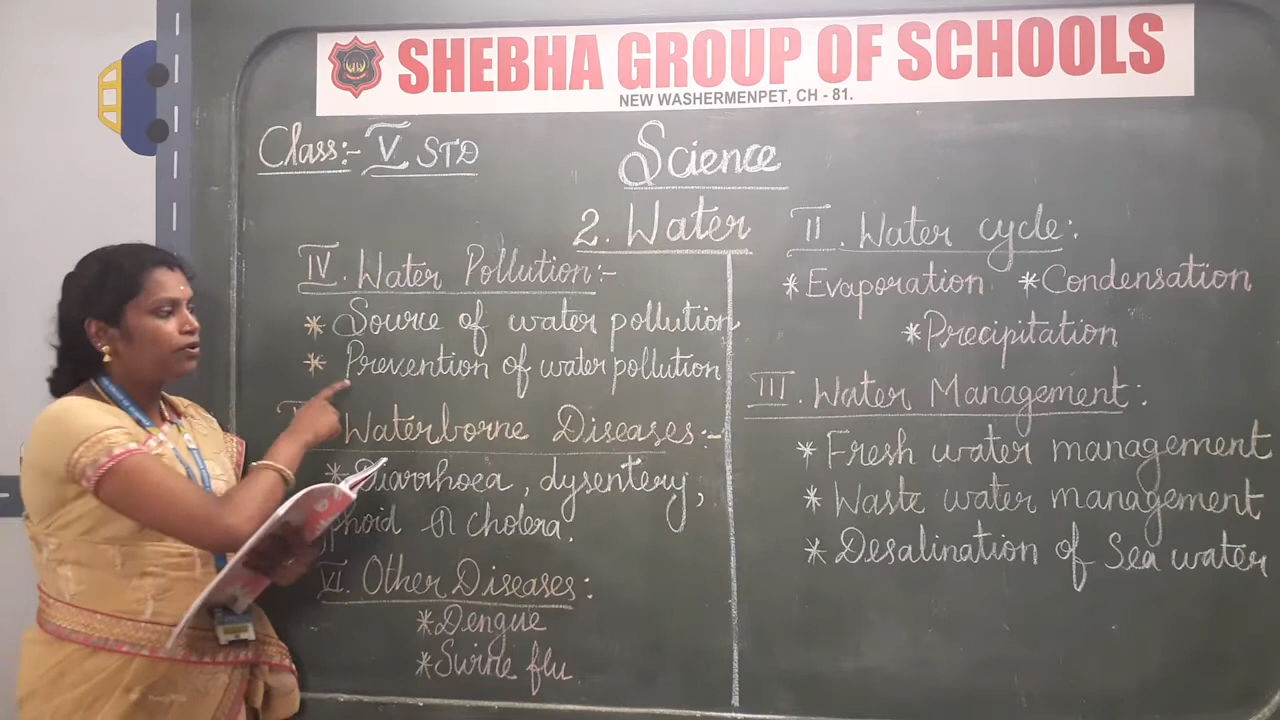 SHEBHA GROUP OF SCHOOLS
NEW WASHERMENPET, CH - 81.
Class:- V STD
Science
2. Water
IV. Water Pollution:-
* Source of water pollution
* Prevention of water pollution
Waterborne Diseases:-
* Diarrhoea, dysentery,
phoid & cholera.
VI. Other Diseases:
* Dengue
* Swine flu.
II. Water cycle:
* Evaporation * Condensation
* Precipitation
III. Water Management:
* Fresh water management
* Waste water management
* Desalination of Sea water